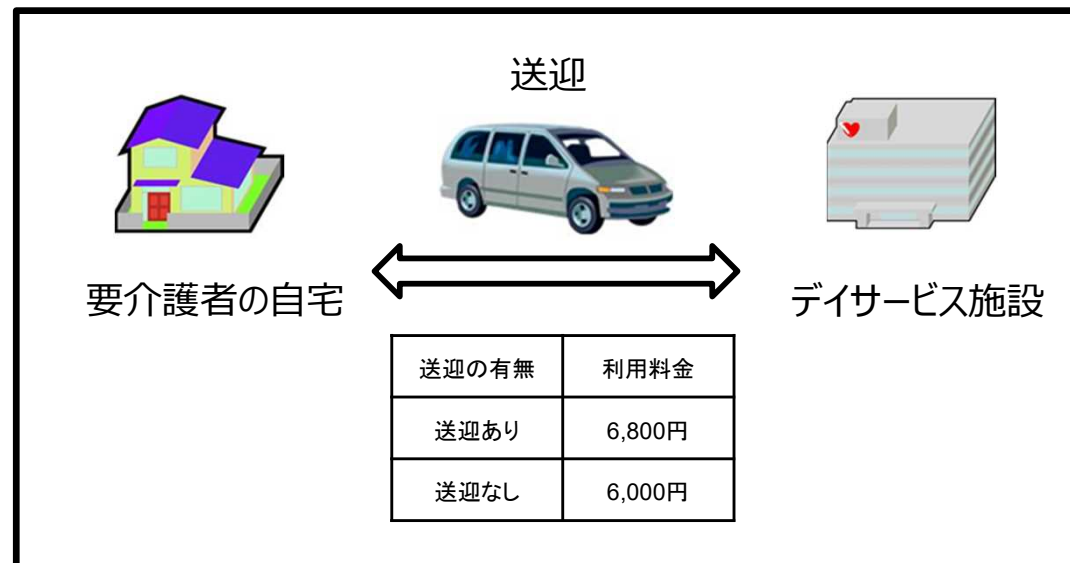 送迎
要介護者の自宅
デイサービス施設
送迎の有無 利用料金
送迎あり 6,800円
送迎なし 6,000円